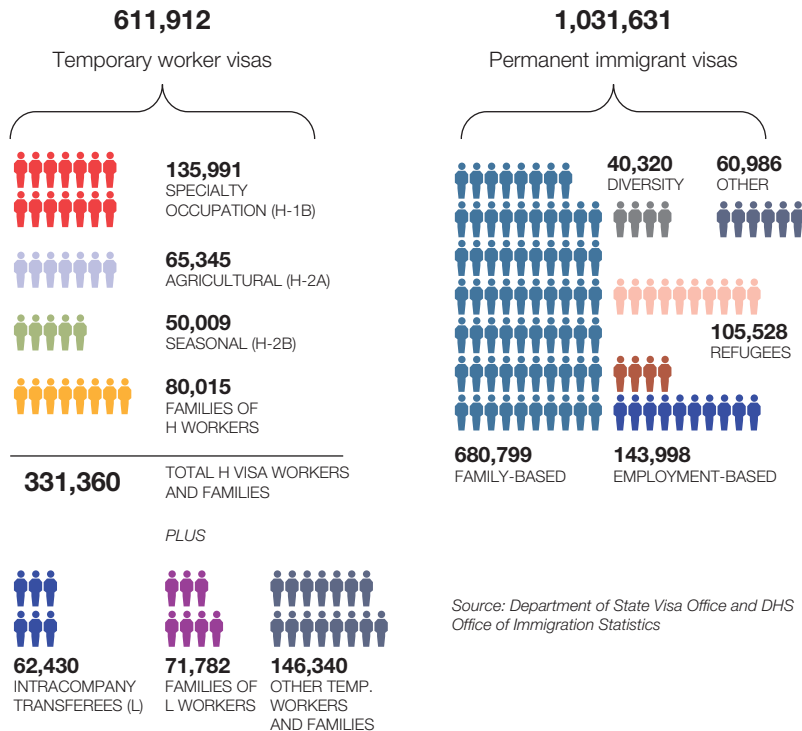 611,912
Temporary worker visas
135,991
SPECIALTY
OCCUPATION (H-1B)
65,345
AGRICULTURAL (H-2A)
50,009
SEASONAL (H-2B)
80,015
FAMILIES OF
H WORKERS
331,360
TOTAL H VISA WORKERS
AND FAMILIES
PLUS
62,430
INTRACOMPANY
TRANSFEREES (L)
71,782
FAMILIES OF
L WORKERS
146,340
OTHER TEMP.
WORKERS
AND FAMILIES
1,031,631
Permanent immigrant visas
40,320
DIVERSITY
60,986
OTHER
105,528
REFUGEES
680,799
FAMILY-BASED
143,998
EMPLOYMENT-BASED
Source: Department of State Visa Office and DHS
Office of Immigration Statistics